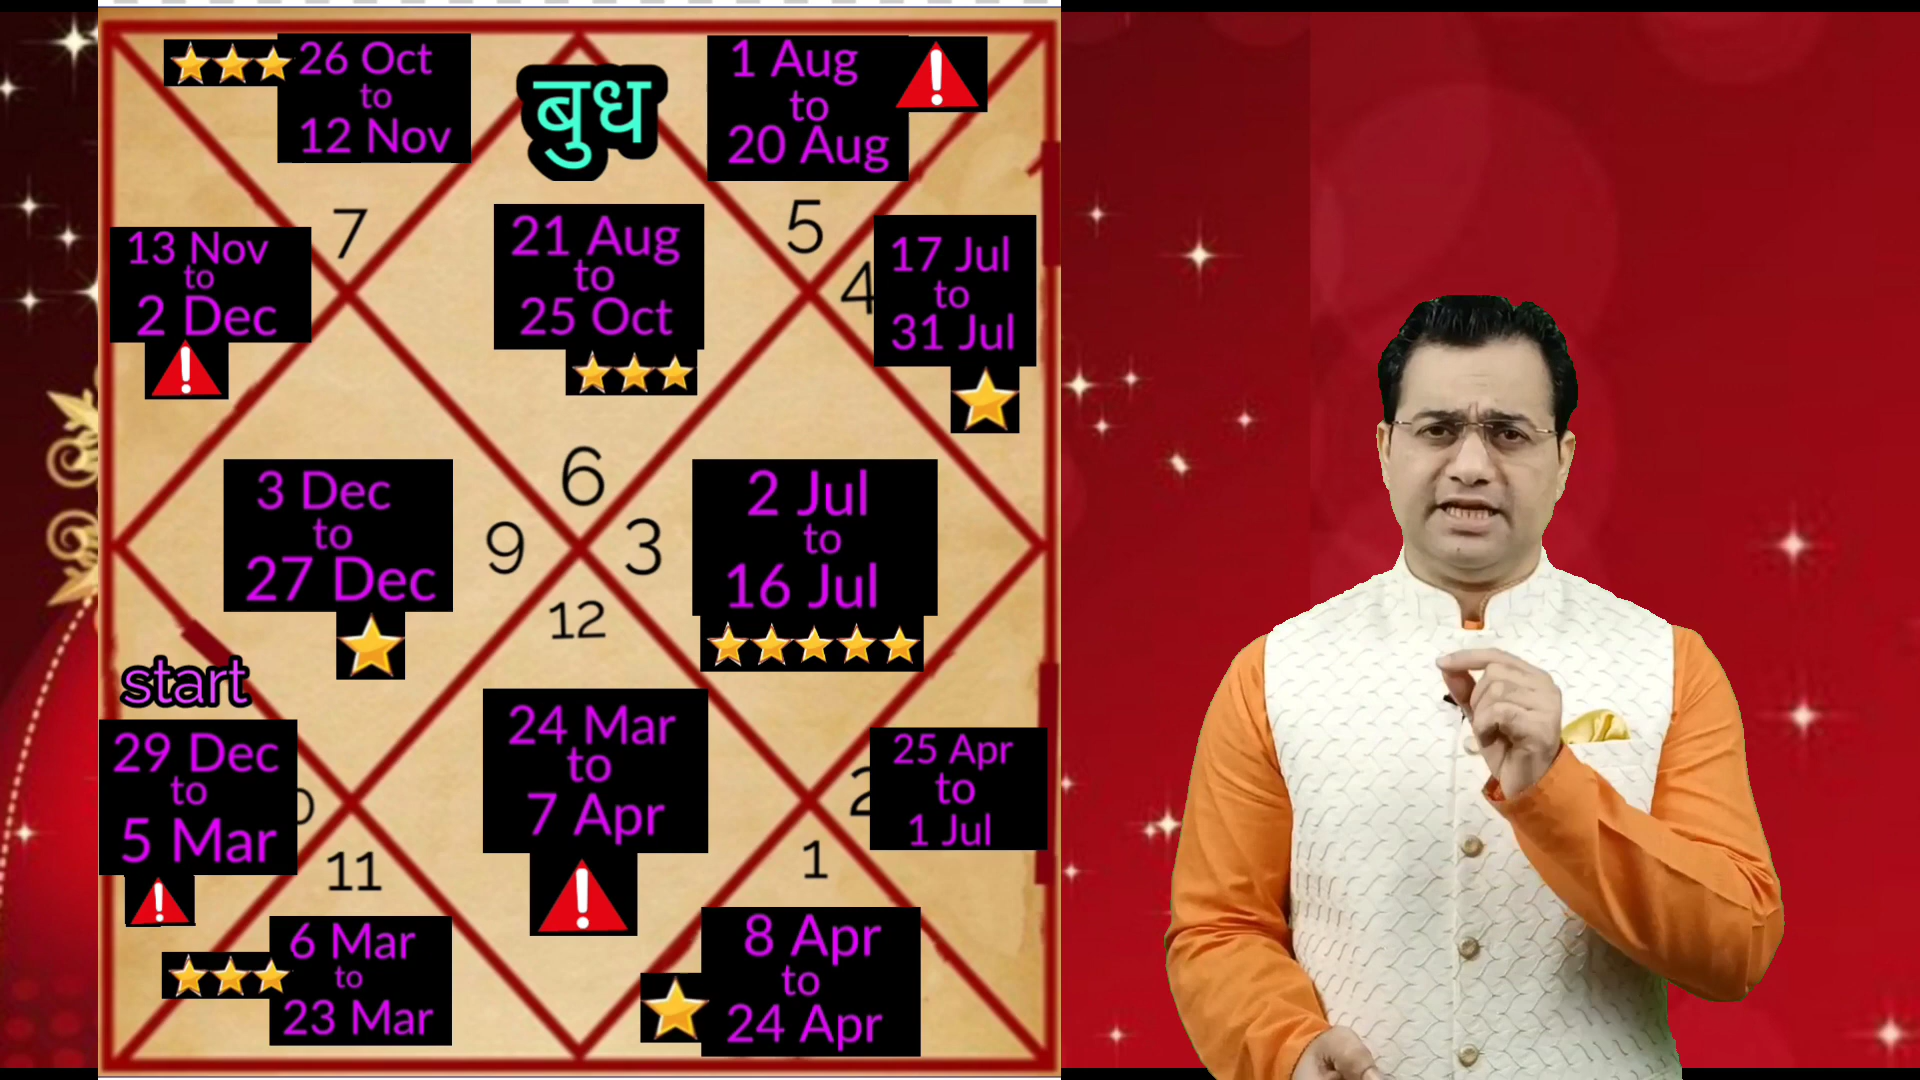 26 Oct
to
12 Nov
बुध
1 Aug
to
20 Aug
7
5
13 Nov
to
2 Dec
21 Aug
to
25 Oct
4
17 Jul
to
31 Jul
6
3 Dec
to
27 Dec
9
3
2 Jul
to
16 Jul
12
start
29 Dec
to
5 Mar
0
24 Mar
to
7 Apr
2
25 Apr
to
1 Jul
11
1
6 Mar
to
23 Mar
8 Apr
to
24 Apr